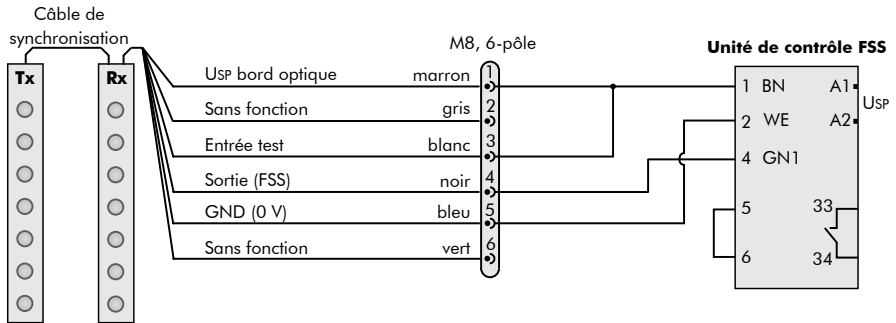 Câble de
synchronisation
M8, 6-pôle
Unité de contrôle FSS
Tx
Rx
USP bord optique
marron
1
Sans fonction
gris
2
Entrée test
blanc
3
Sortie (FSS)
noir
4
GND (0 V)
bleu
5
Sans fonction
vert
6
1 BN
A1
USP
2 WE
A2
4 GN1
5
33
6
34